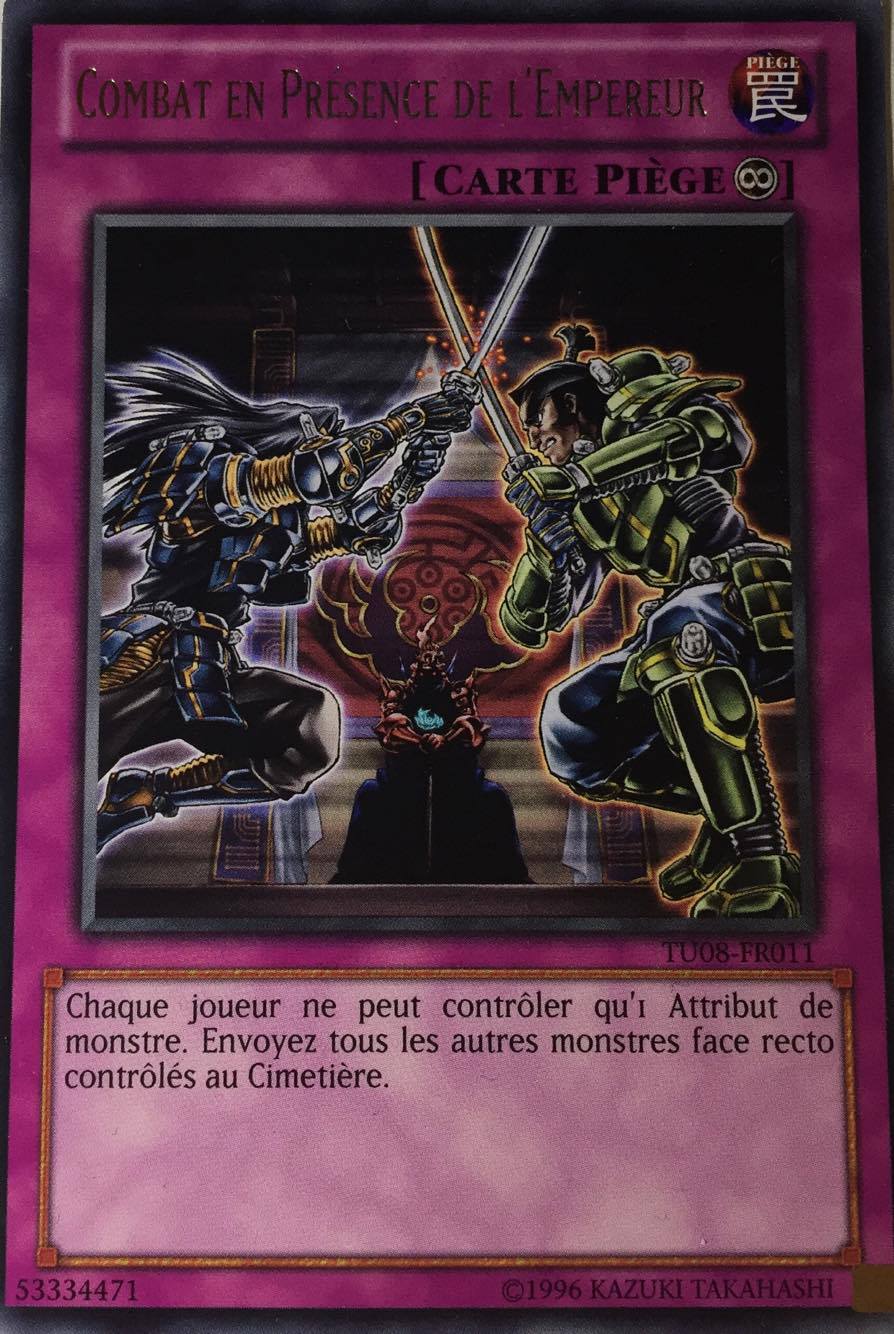 COMBAT EN PRÉSENCE DE L'EMPEREUR
PIÈGE
罠
[CARTE PIÈGE∞]
TU08-FR011
Chaque joueur ne peut contrôler qu'1 Attribut de
monstre. Envoyez tous les autres monstres face recto
contrôlés au Cimetière.
53334471
©1996 KAZUKI TAKAHASHI